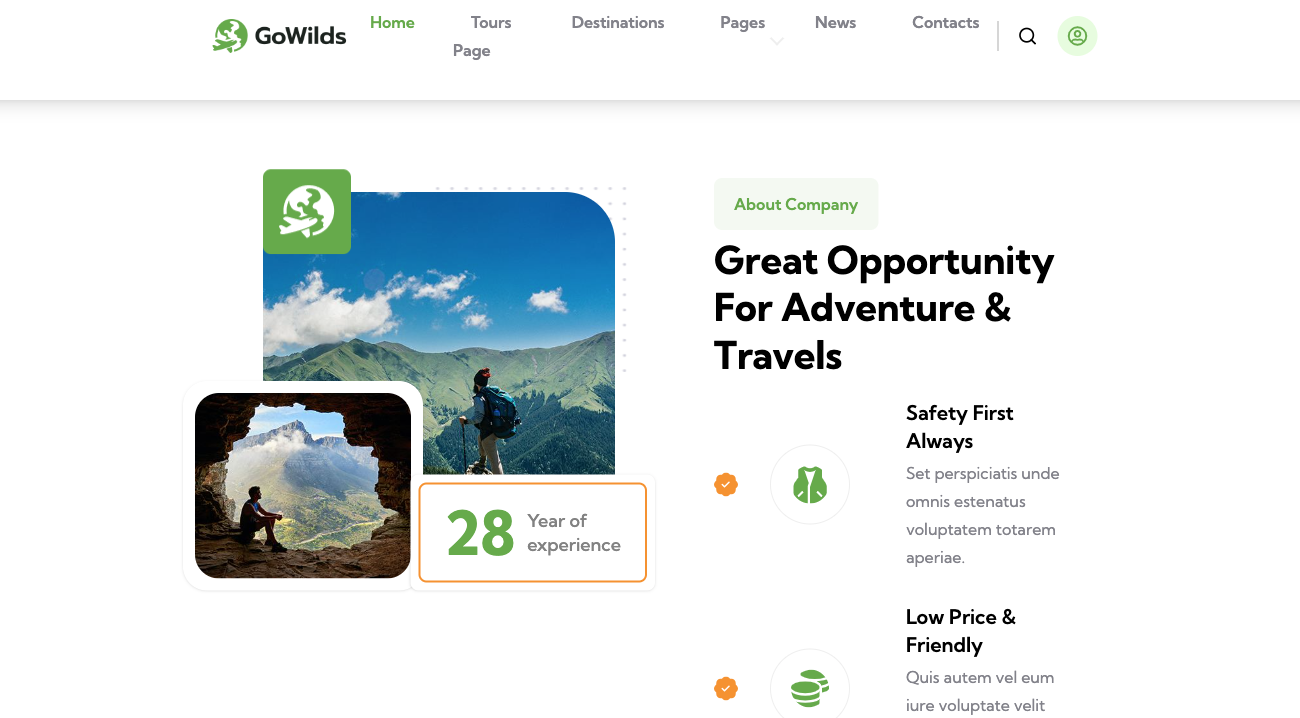 GoWilds
Home Tours Destinations Pages News Contacts
Page
About Company
Great Opportunity
For Adventure &
Travels
28
Year of
experience
Safety First
Always
Set perspiciatis unde
omnis estenatus
voluptatem totarem
aperiae.
Low Price &
Friendly
Quis autem vel eum
iure voluptate velit